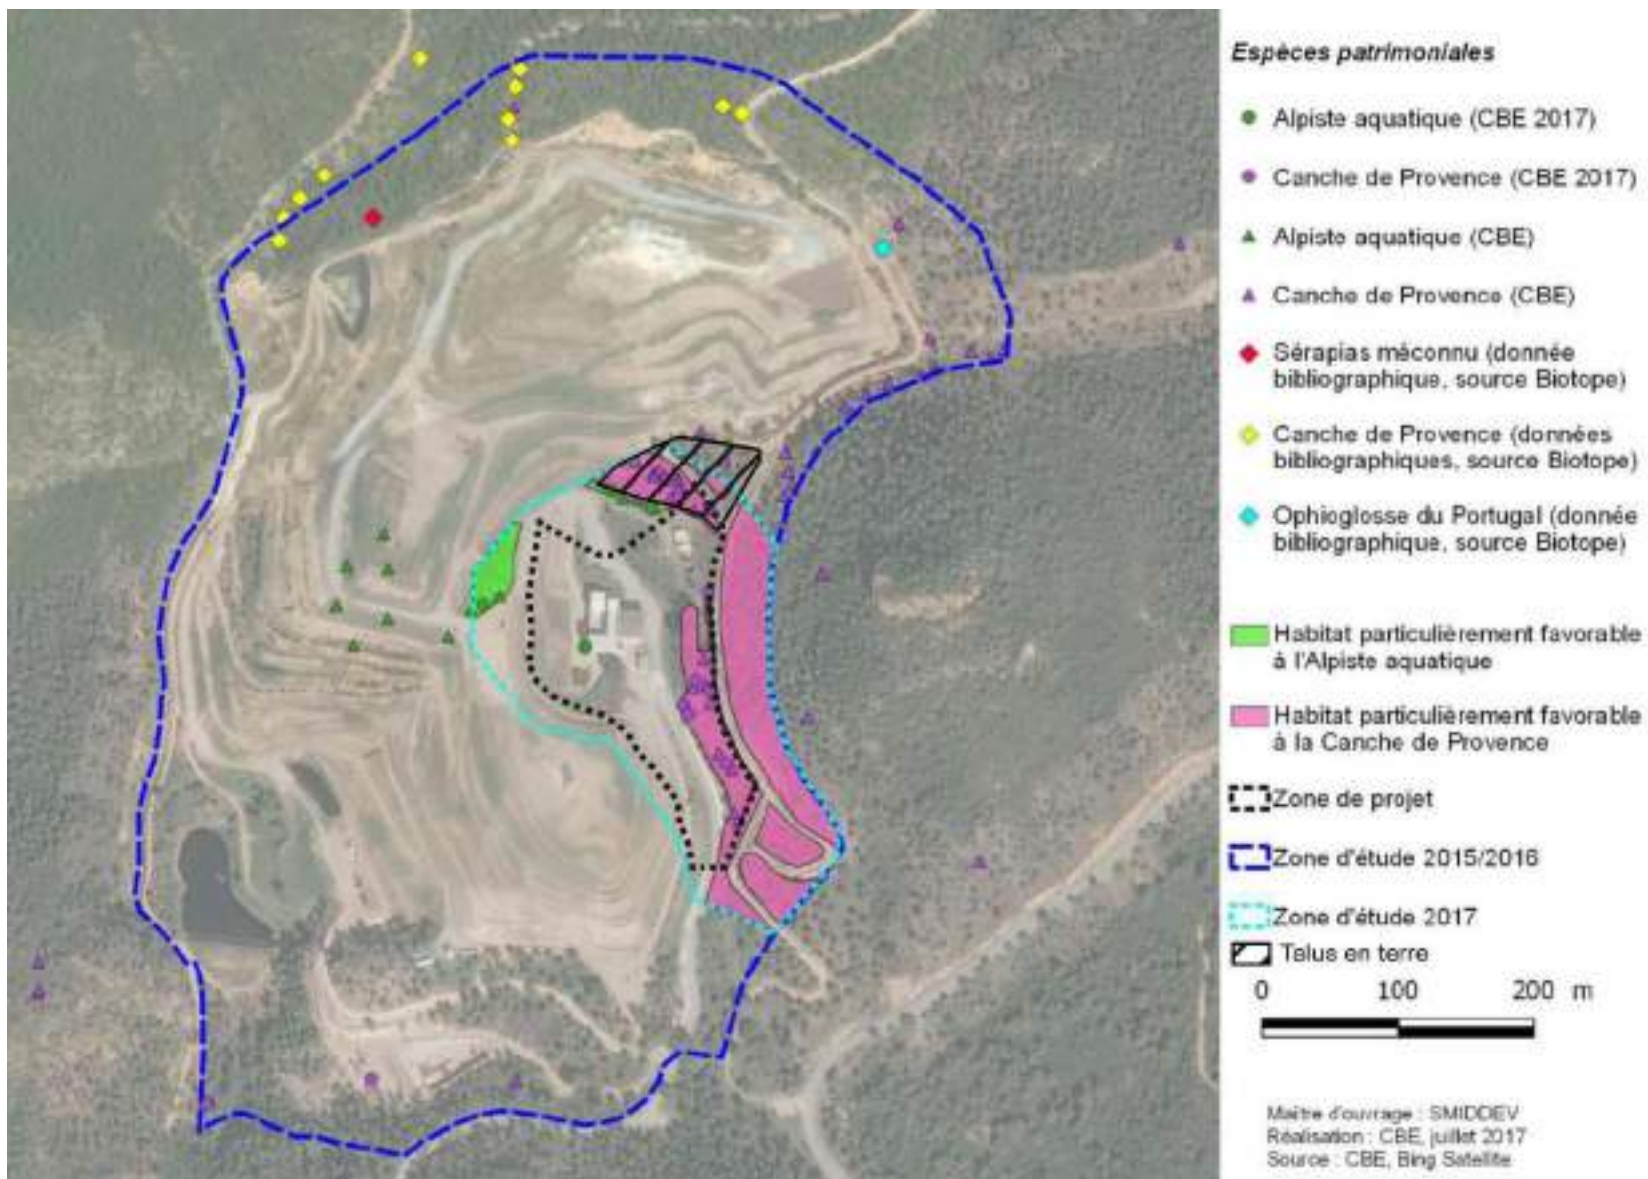 Espèces patrimoniales
Alpiste aquatique (CBE 2017)
Canche de Provence (CBE 2017)
Alpiste aquatique (CBE)
Canche de Provence (CBE)
Sérapias méconnu (donnée
bibliographique, source Biotope)
Canche de Provence (données
bibliographiques, source Biotope)
Ophioglosse du Portugal (donnée
bibliographique, source Biotope)
Habitat particulièrement favorable
à l'Alpiste aquatique
Habitat particulièrement favorable
à la Canche de Provence
Zone de projet
Zone d'étude 2015/2016
Zone d'étude 2017
Talus en terre
0 100 200 m
Maître d'ouvrage : SMIDDEV
Réalisation : CBE, juillet 2017
Source : CBE, Bing Satellite